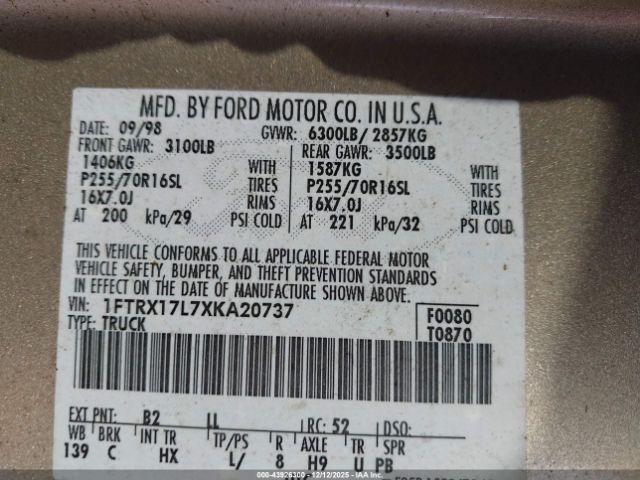 MFD. BY FORD MOTOR CO. IN U.S.A.
DATE: 09/98 GVWR: 6300LB/ 2857KG
FRONT GAWR: 3100LB REAR GAWR: 3500LB
1406KG WITH 1587KG WITH
P255/70R16SL TIRES P255/70R16SL TIRES
16X7.0J RIMS 16X7.0J RIMS
AT 200 kPa/29 PSI COLD AT 221 kPa/32 PSI COLD
THIS VEHICLE CONFORMS TO ALL APPLICABLE FEDERAL MOTOR
VEHICLE SAFETY, BUMPER, AND THEFT PREVENTION STANDARDS
IN EFFECT ON THE DATE OF MANUFACTURE SHOWN ABOVE.
VIN: 1FTRX17L7XKA20737 F0080
TYPE: TRUCK T0870
EXT PNT: B2 LL RC: 52 DSO:
WB BRK INT TR TP/PS R AXLE TR SPR
139 C HX L/ 8 H9 U PB
000-43926300 - 12/12/2025 - IAAI.com